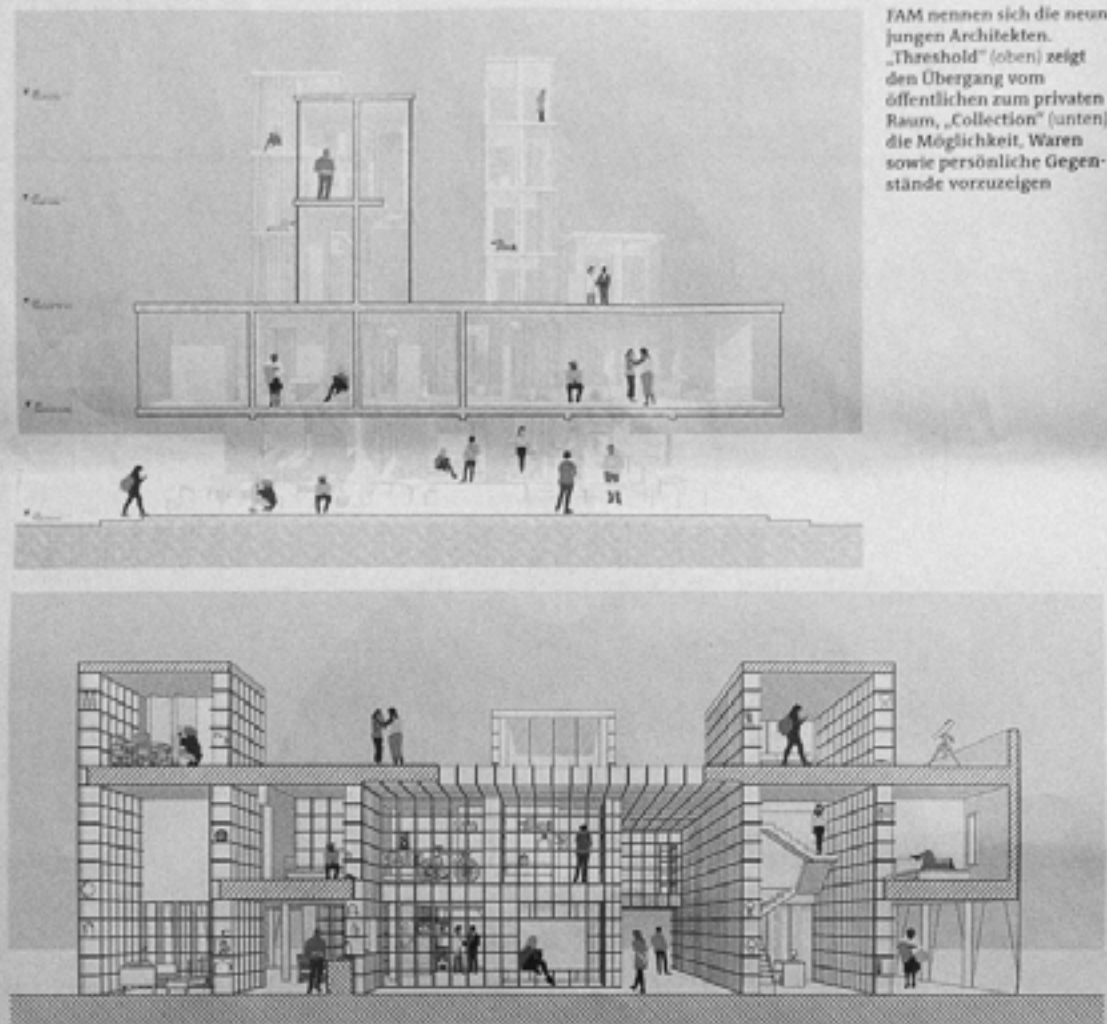 FAM nennen sich die neun
jungen Architekten.
„Threshold“ (oben) zeigt
den Übergang vom
öffentlichen zum privaten
Raum, „Collection“ (unten)
die Möglichkeit, Waren
sowie persönliche Gegen-
stände vorzuzeigen